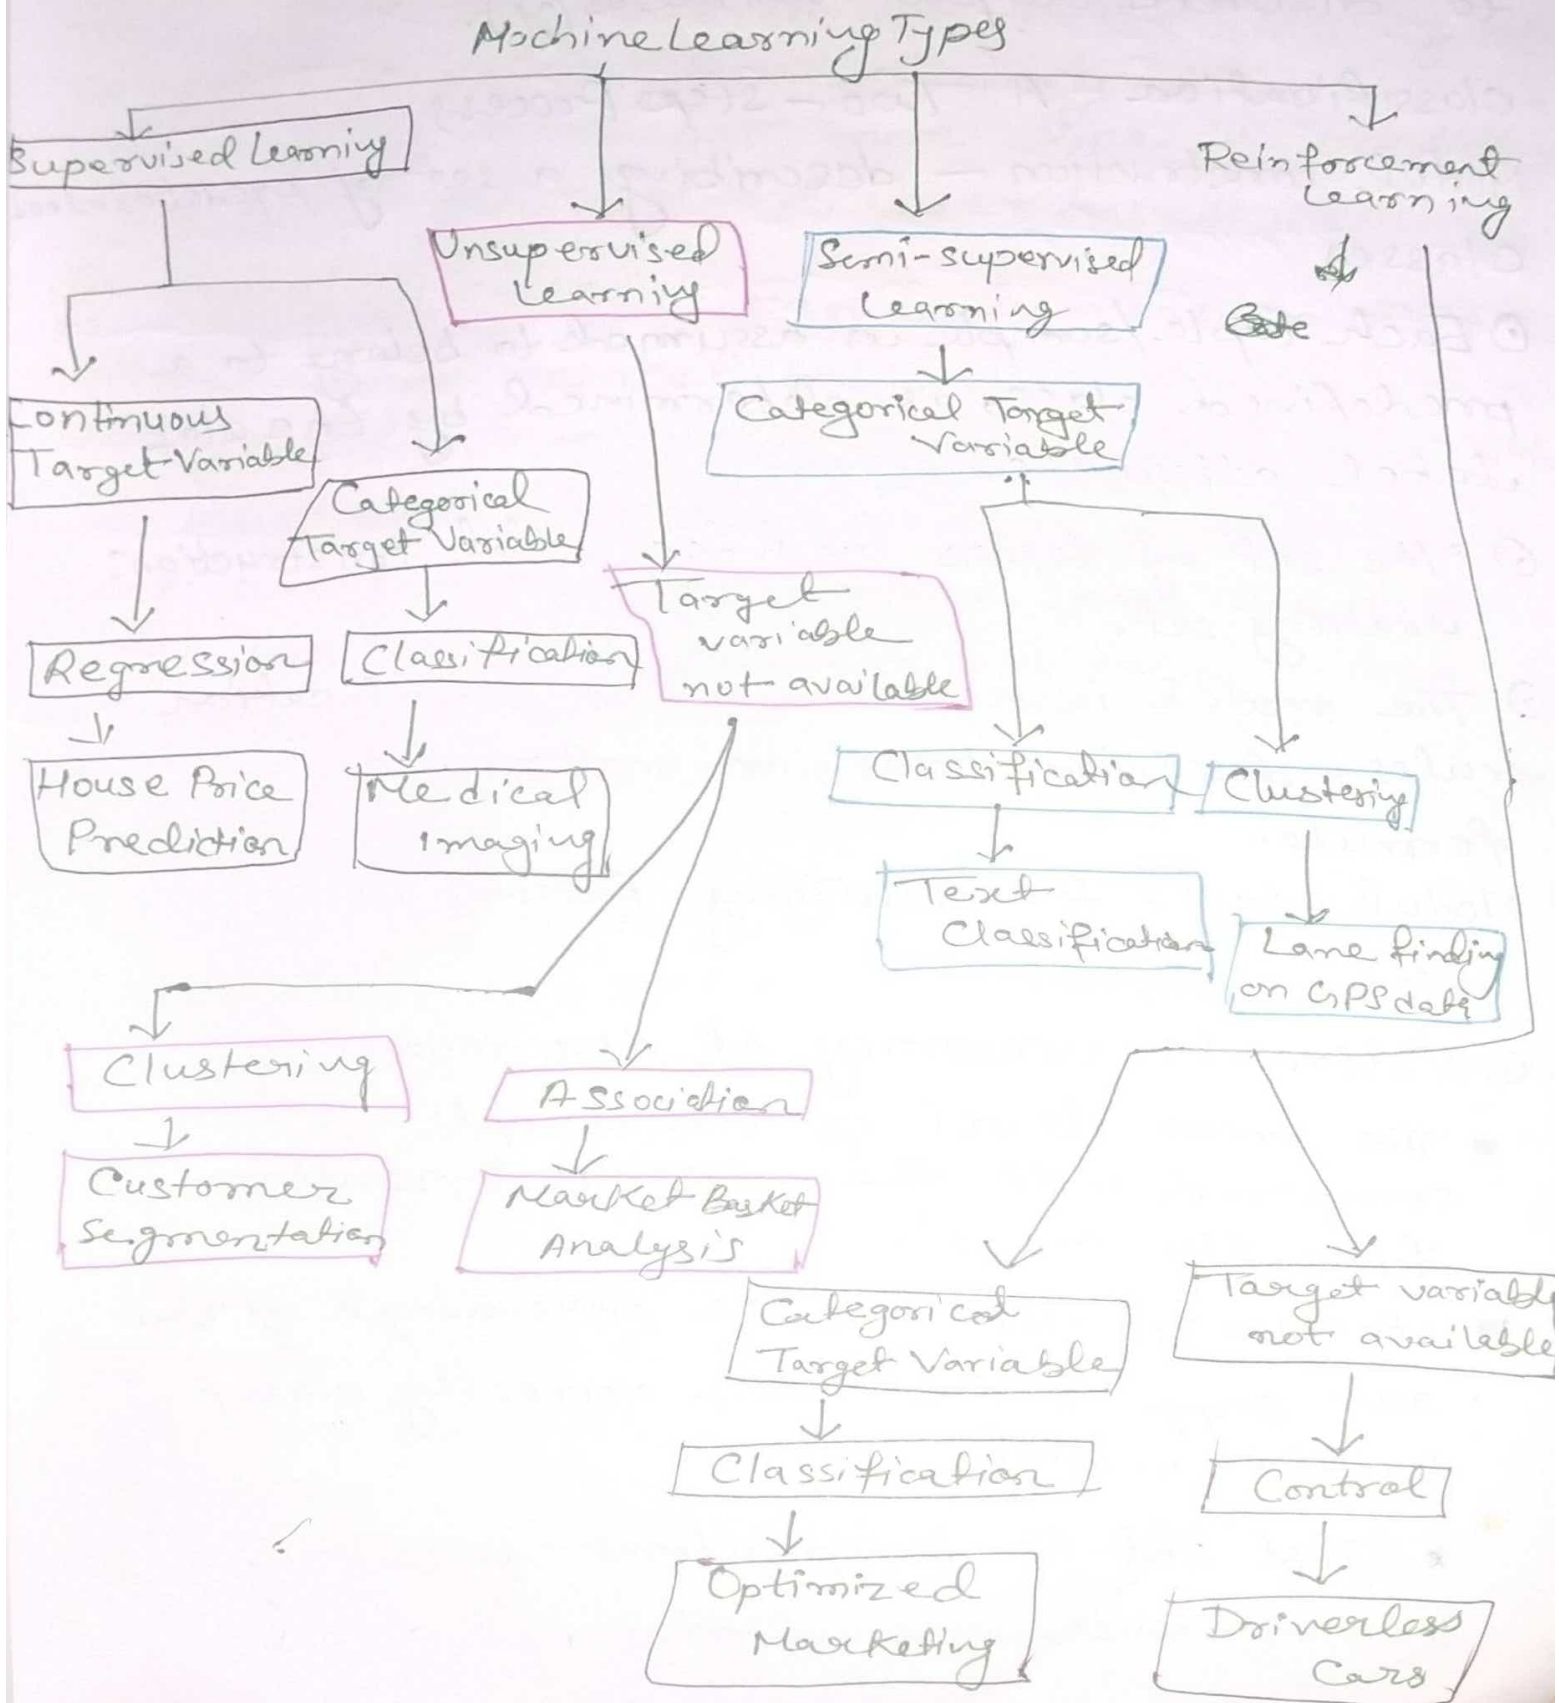 Machine Learning Types
Supervised Learning
Reinforcement
Learning
Unsupervised
Learning
Semi-supervised
Learning
Continuous
Target Variable
Categorical Target
Variable
Categorical
Target Variable
Target
variable
not available
Regression
Classification
House Price
Prediction
Medical
Imaging
Classification
Clustering
Text
Classification
Lane finding
on GPS data
Clustering
Association
Customer
Segmentation
Market Basket
Analysis
Categorical
Target Variable
Target variable
not available
Classification
Control
Optimized
Marketing
Driverless
Cars